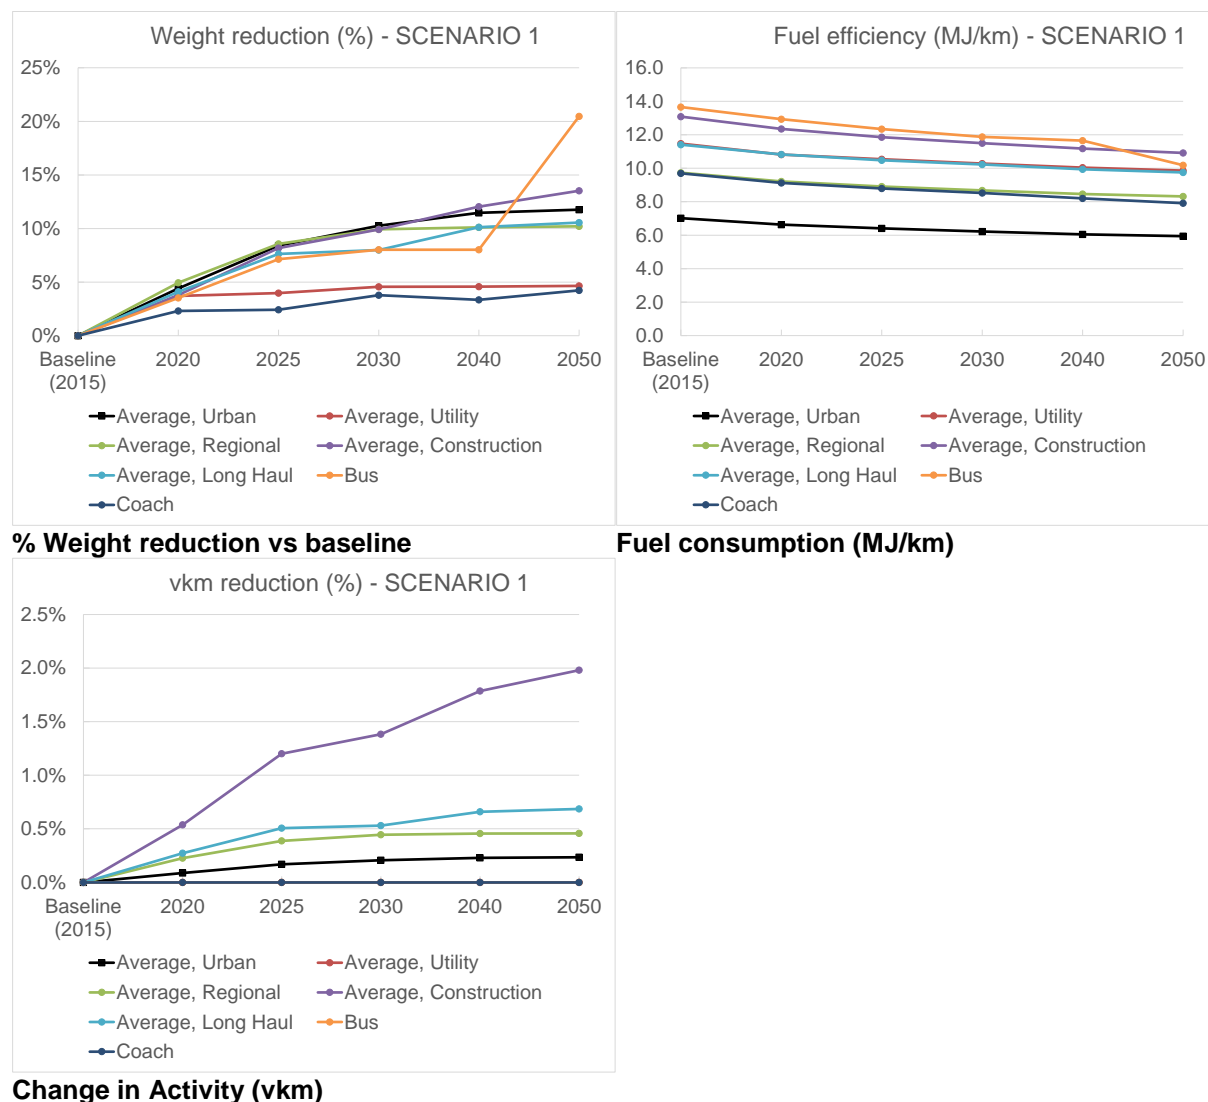 Weight reduction (%) - SCENARIO 1
25%
20%
15%
10%
5%
0%
Baseline (2015) 2020 2025 2030 2040 2050
Average, Urban Average, Utility
Average, Regional Average, Construction
Average, Long Haul Bus
Coach
% Weight reduction vs baseline
Fuel efficiency (MJ/km) - SCENARIO 1
16.0
14.0
12.0
10.0
8.0
6.0
4.0
2.0
0.0
Baseline (2015) 2020 2025 2030 2040 2050
Average, Urban Average, Utility
Average, Regional Average, Construction
Average, Long Haul Bus
Coach
Fuel consumption (MJ/km)
vkm reduction (%) - SCENARIO 1
2.5%
2.0%
1.5%
1.0%
0.5%
0.0%
Baseline (2015) 2020 2025 2030 2040 2050
Average, Urban Average, Utility
Average, Regional Average, Construction
Average, Long Haul Bus
Coach
Change in Activity (vkm)